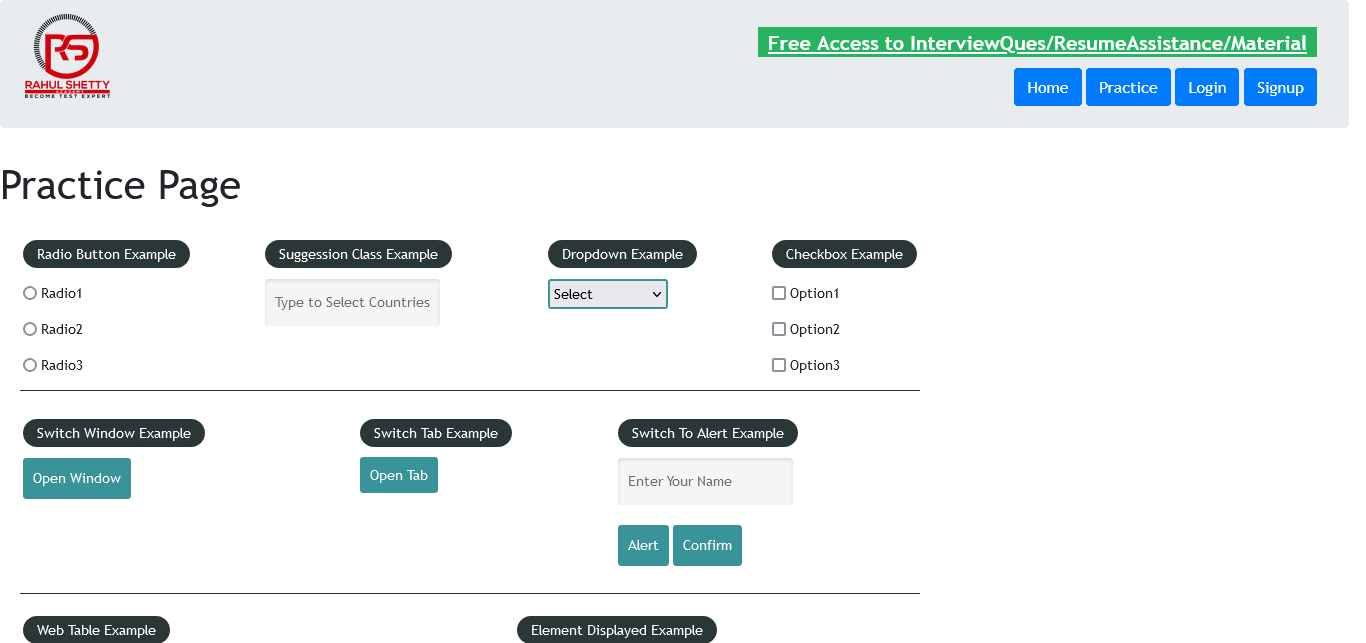 RS
RAHUL SHETTY
ACADEMY
BECOME TEST EXPERT
Free Access to InterviewQues/ResumeAssistance/Material
Home Practice Login Signup
Practice Page
Radio Button Example Suggession Class Example Dropdown Example Checkbox Example
Radio1 Type to Select Countries Select Option1
Radio2 Option2
Radio3 Option3
Switch Window Example Switch Tab Example Switch To Alert Example
Open Window Open Tab Enter Your Name
Alert Confirm
Web Table Example Element Displayed Example